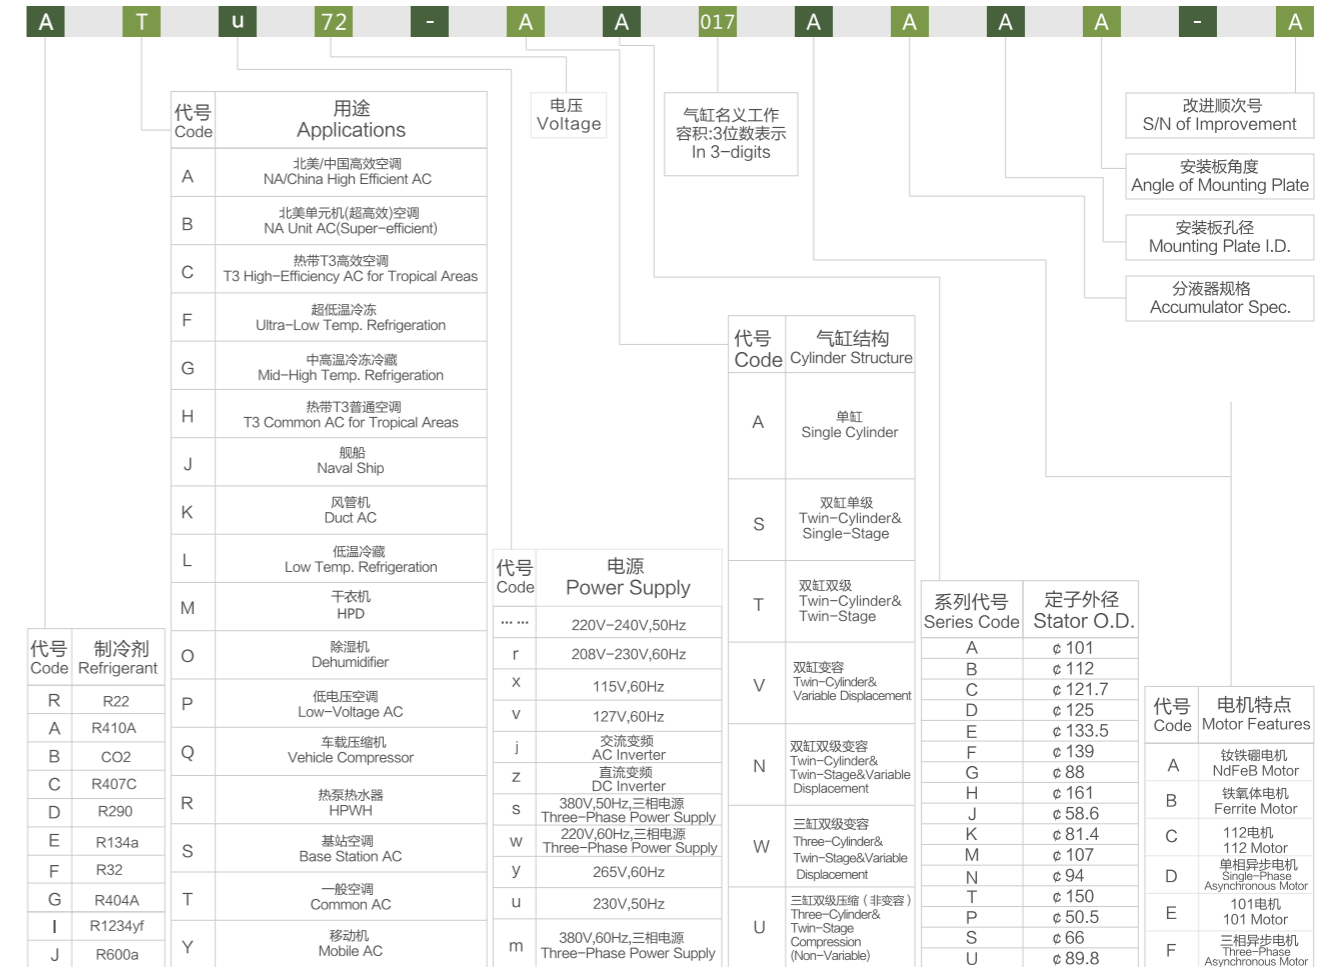 A T u 72 - A A 017 A A A A - A
电压
Voltage
气缸名义工作
容积:3位数表示
In 3-digits
改进顺次号
S/N of Improvement
安装板角度
Angle of Mounting Plate
安装板孔径
Mounting Plate I.D.
分液器规格
Accumulator Spec.
代号 用途
Code Applications
A 北美/中国高效空调
NA/China High Efficient AC
B 北美单元机(超高效)空调
NA Unit AC(Super-efficient)
C 热带T3高效空调
T3 High-Efficiency AC for Tropical Areas
F 超低温冷冻
Ultra-Low Temp. Refrigeration
G 中高温冷冻冷藏
Mid-High Temp. Refrigeration
H 热带T3普通空调
T3 Common AC for Tropical Areas
J 舰船
Naval Ship
K 风管机
Duct AC
L 低温冷藏
Low Temp. Refrigeration
M 干衣机
HPD
O 除湿机
Dehumidifier
P 低电压空调
Low-Voltage AC
Q 车载压缩机
Vehicle Compressor
R 热泵热水器
HPWH
S 基站空调
Base Station AC
T 一般空调
Common AC
Y 移动机
Mobile AC
代号 制冷剂
Code Refrigerant
R R22
A R410A
B CO2
C R407C
D R290
E R134a
F R32
G R404A
I R1234yf
J R600a
代号 电源
Code Power Supply
…… 220V-240V,50Hz
r 208V-230V,60Hz
x 115V,60Hz
v 127V,60Hz
j 交流变频
AC Inverter
z 直流变频
DC Inverter
s 380V,50Hz,三相电源
Three-Phase Power Supply
w 220V,60Hz,三相电源
Three-Phase Power Supply
y 265V,60Hz
u 230V,50Hz
m 380V,60Hz,三相电源
Three-Phase Power Supply
代号 气缸结构
Code Cylinder Structure
A 单缸
Single Cylinder
S 双缸单级
Twin-Cylinder&
Single-Stage
T 双缸双级
Twin-Cylinder&
Twin-Stage
V 双缸变容
Twin-Cylinder&
Variable Displacement
N 双缸双级变容
Twin-Cylinder&
Twin-Stage&Variable
Displacement
W 三缸双级变容
Three-Cylinder&
Twin-Stage&Variable
Displacement
U 三缸双级压缩（非变容）
Three-Cylinder&
Twin-Stage
Compression
(Non-Variable)
系列代号 定子外径
Series Code Stator O.D.
A ¢101
B ¢112
C ¢121.7
D ¢125
E ¢133.5
F ¢139
G ¢88
H ¢161
J ¢58.6
K ¢81.4
M ¢107
N ¢94
T ¢150
P ¢50.5
S ¢66
U ¢89.8
代号 电机特点
Code Motor Features
A 钕铁硼电机
NdFeB Motor
B 铁氧体电机
Ferrite Motor
C 112电机
112 Motor
D 单相异步电机
Single-Phase
Asynchronous Motor
E 101电机
101 Motor
F 三相异步电机
Three-Phase
Asynchronous Motor